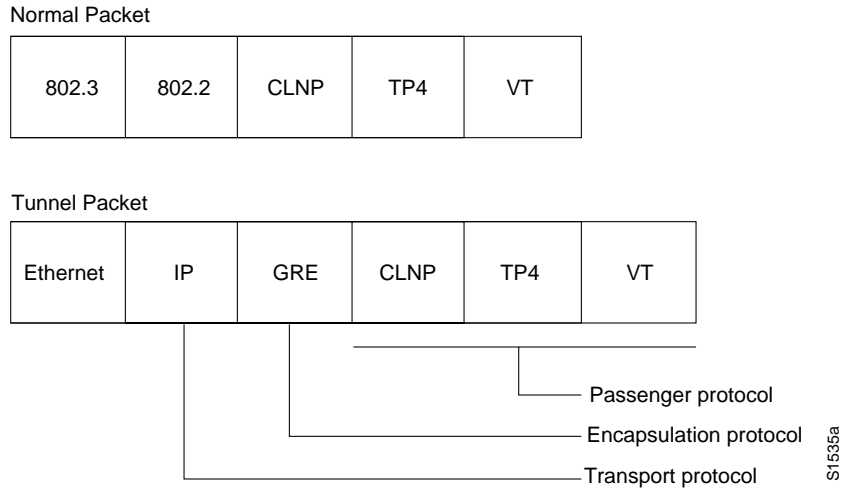 Normal Packet
802.3 802.2 CLNP TP4 VT
Tunnel Packet
Ethernet IP GRE CLNP TP4 VT
Passenger protocol
Encapsulation protocol
Transport protocol
S1535a